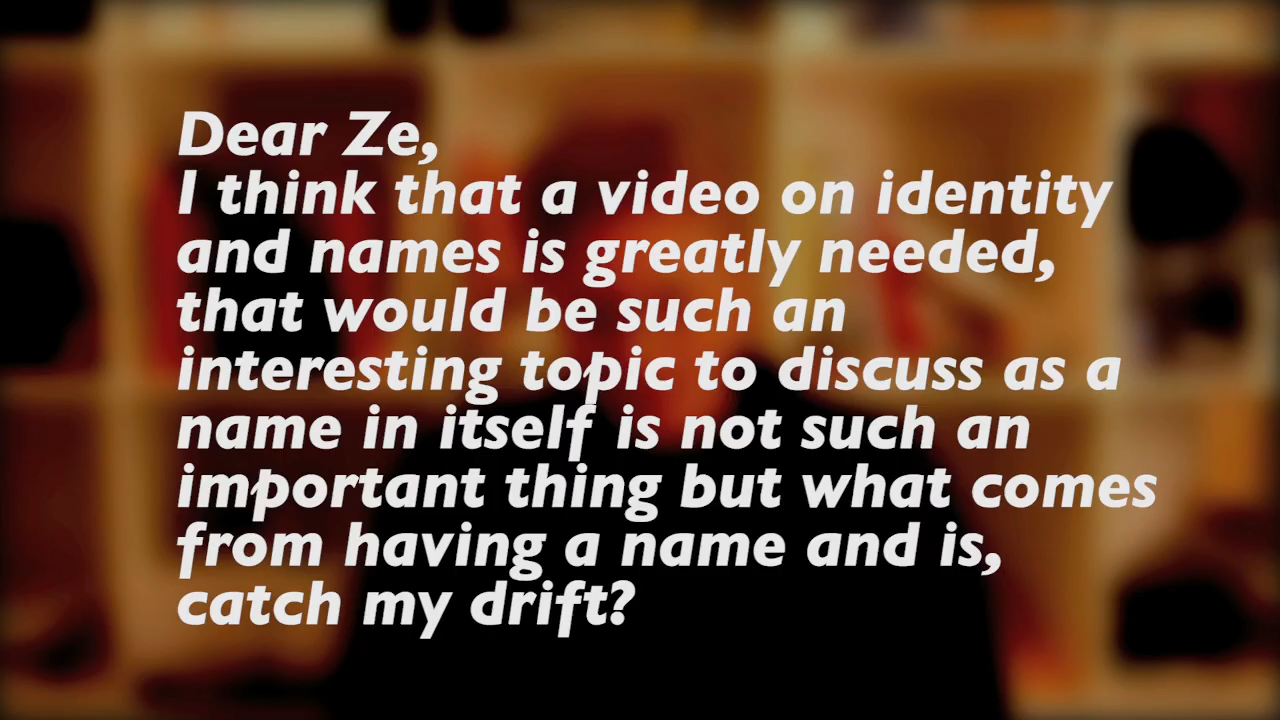 Dear Ze,
I think that a video on identity
and names is greatly needed,
that would be such an
interesting topic to discuss as a
name in itself is not such an
important thing but what comes
from having a name and is,
catch my drift?